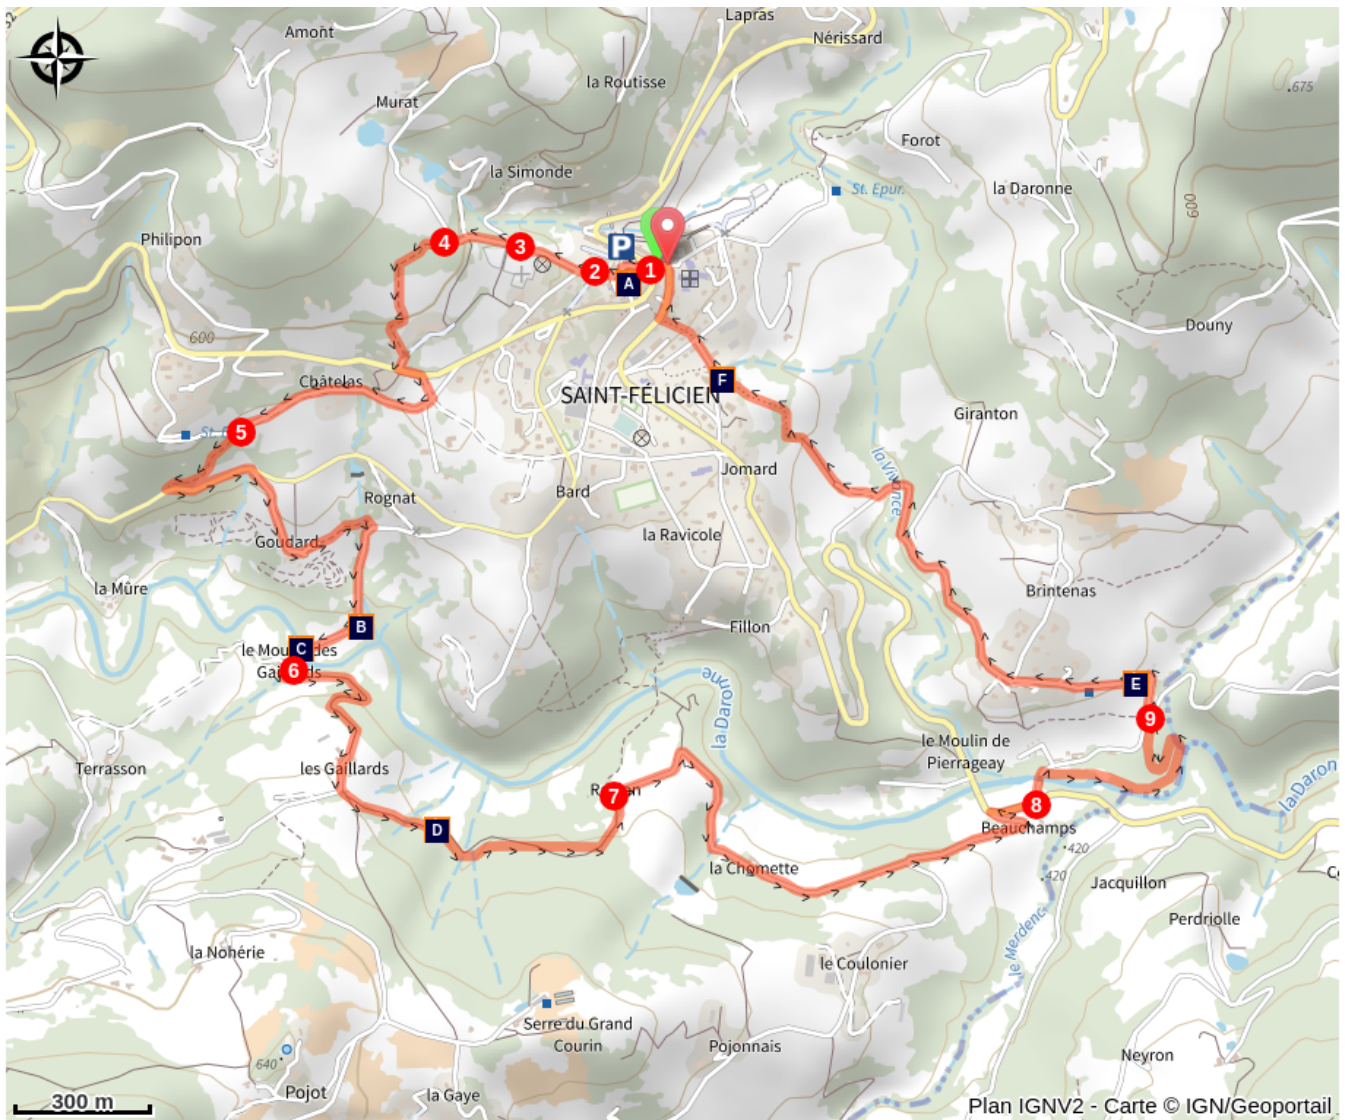 Lapras
Amont
Nérissard
52
la Routisse
.675
Murat
Forot
la Simonde
St. Epur.
la Daronne
600
Philipon
P
4
3
2
1
A
600
Douny
Châtelas
F
SAINT-FÉLICIEN
Giranton
5
la Vivance
Jomard
Rognat
Bard
la Ravicole
Goudard
la Mûre
Brintenas
B
Fillon
C
le Moulin des
6
2
E
la Daronne
9
le Moulin de
Pierrageay
Terrasson
les Gaillards
la Daron
7
8
D
Beauchamps
420
la Chomette
420
Jacquillon
Perdriolle
le Merdenc
la Nohérie
le Coulonier
Serre du Grand
Courin
Pojonnais
Neyron
640
Pojot
la Gaye
300 m
Plan IGNV2 - Carte © IGN/Geoportail